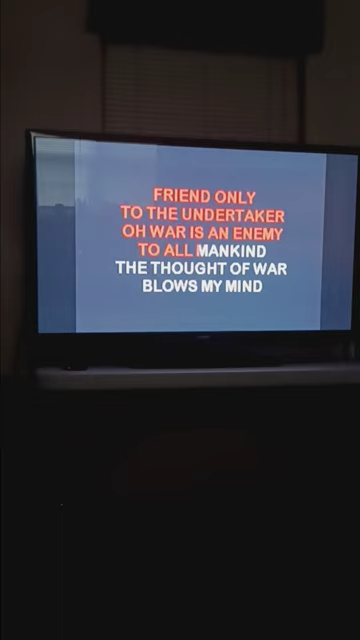 FRIEND ONLY
TO THE UNDERTAKER
OH WAR IS AN ENEMY
TO ALL MANKIND
THE THOUGHT OF WAR
BLOWS MY MIND